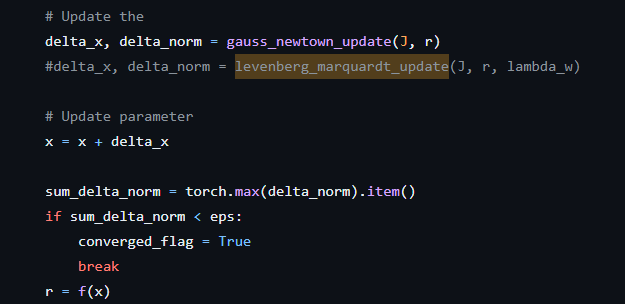 # Update the
delta_x, delta_norm = gauss_newtown_update(J, r)
#delta_x, delta_norm = levenberg_marquardt_update(J, r, lambda_w)
# Update parameter
x = x + delta_x
sum_delta_norm = torch.max(delta_norm).item()
if sum_delta_norm < eps:
converged_flag = True
break
r = f(x)